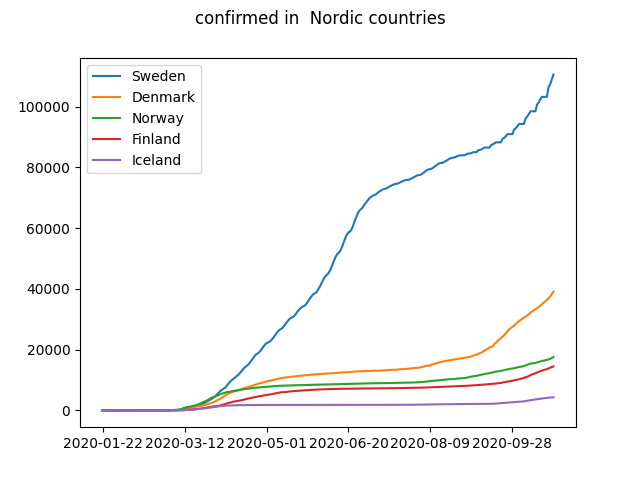 confirmed in  Nordic countries
Sweden
Denmark
Norway
Finland
Iceland
100000
80000
60000
40000
20000
0
2020-01-22 2020-03-12 2020-05-01 2020-06-20 2020-08-09 2020-09-28